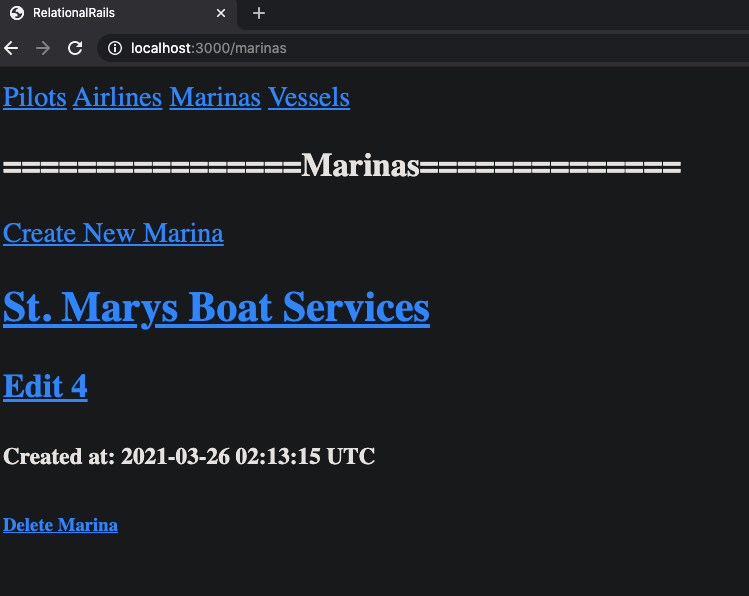 RelationalRails
localhost:3000/marinas
Pilots Airlines Marinas Vessels
================Marinas==============
Create New Marina
St. Marys Boat Services
Edit 4
Created at: 2021-03-26 02:13:15 UTC
Delete Marina